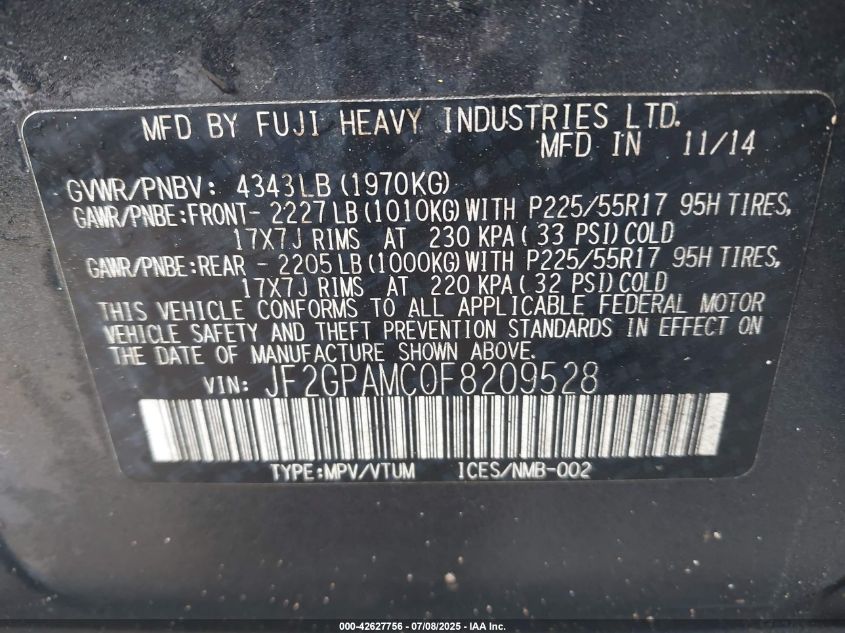 MFD BY FUJI HEAVY INDUSTRIES LTD.
MFD IN 11/14
GVWR/PNBV: 4343LB(1970KG)
GAWR/PNBE:FRONT- 2227LB(1010KG)WITH P225/55R17 95H TIRES,
17X7J RIMS AT 230 KPA(33 PSI)COLD
GAWR/PNBE:REAR - 2205LB(1000KG)WITH P225/55R17 95H TIRES,
17X7J RIMS AT 220 KPA(32 PSI)COLD
THIS VEHICLE CONFORMS TO ALL APPLICABLE FEDERAL MOTOR
VEHICLE SAFETY AND THEFT PREVENTION STANDARDS IN EFFECT ON
THE DATE OF MANUFACTURE SHOWN ABOVE.
VIN: JF2GPAMC0F8209528
TYPE:MPV/VTUM ICES/NMB-002
000-42627756 - 07/08/2025 - IAA Inc.